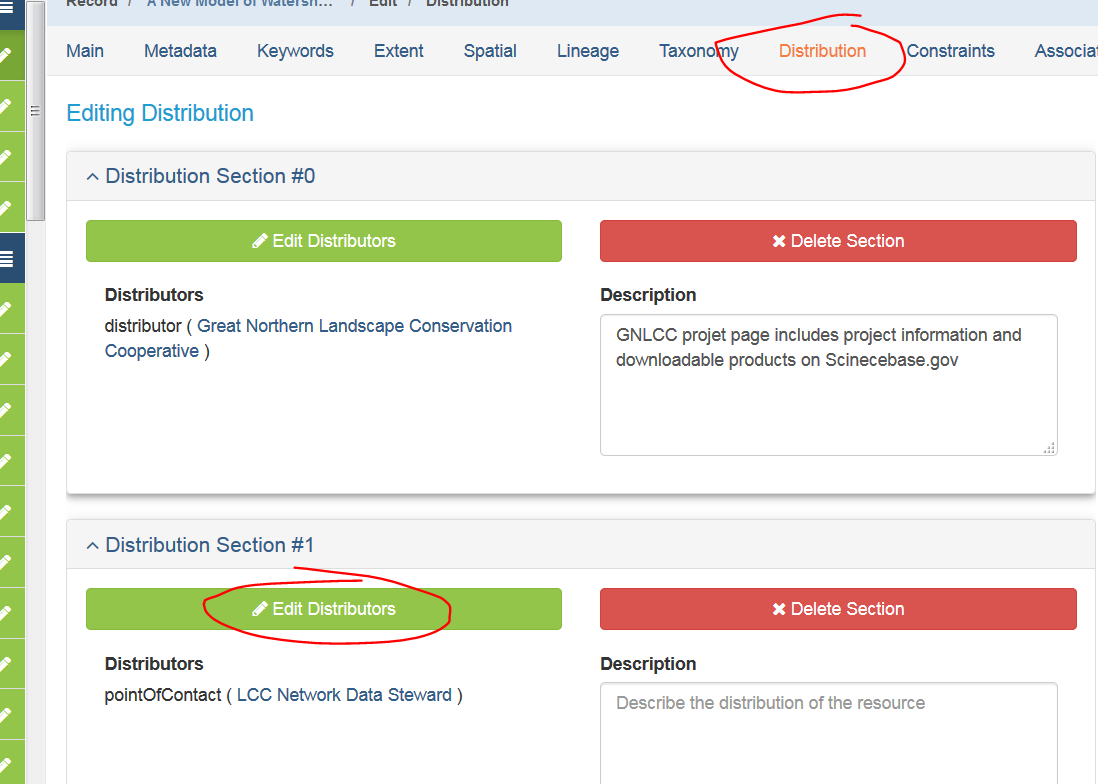 Record / A New Model of Watersh... / Edit / Distribution
Main Metadata Keywords Extent Spatial Lineage Taxonomy Distribution Constraints Associat
Editing Distribution
Distribution Section #0
Edit Distributors
Delete Section
Distributors
distributor ( Great Northern Landscape Conservation
Cooperative )
Description
GNLCC projet page includes project information and
downloadable products on Scinecebase.gov
Distribution Section #1
Edit Distributors
Delete Section
Distributors
pointOfContact ( LCC Network Data Steward )
Description
Describe the distribution of the resource